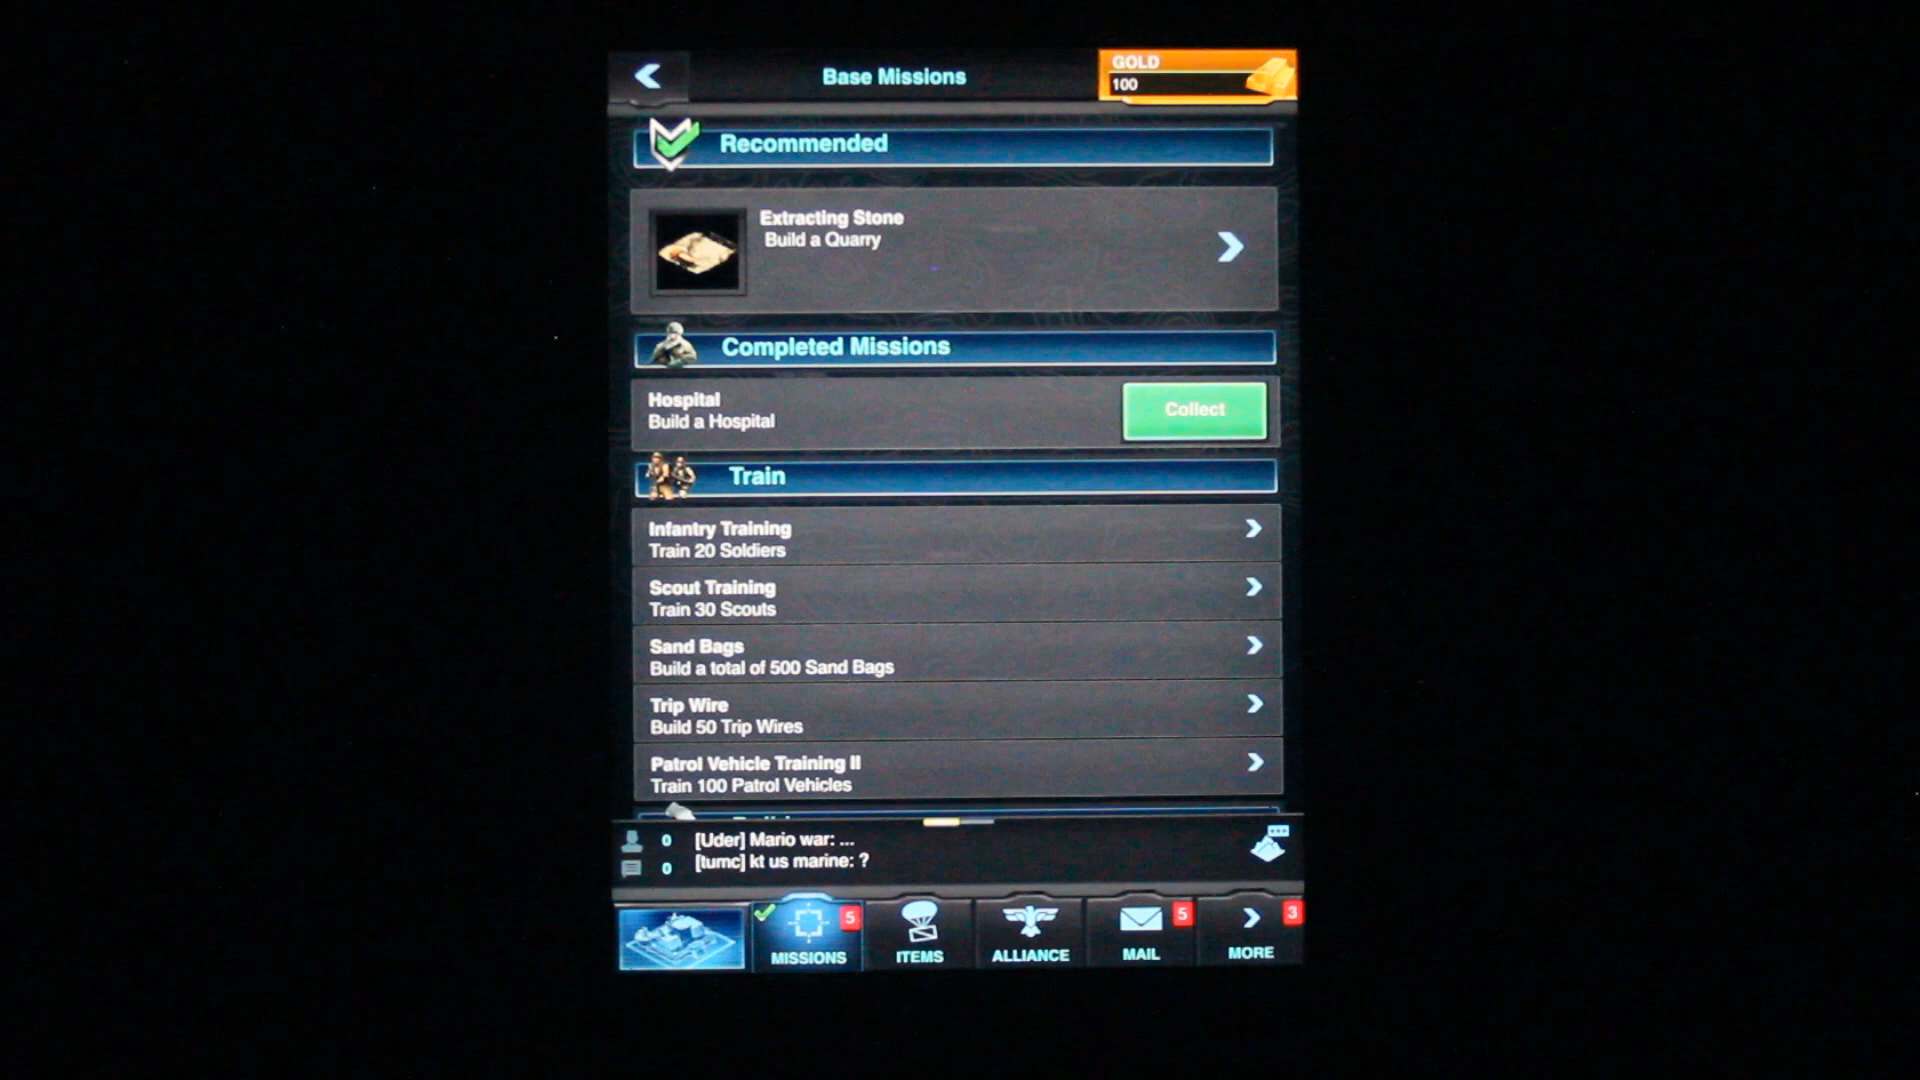 Base Missions
GOLD
100
Recommended
Extracting Stone
Build a Quarry
Completed Missions
Hospital
Build a Hospital
Collect
Train
Infantry Training
Train 20 Soldiers
Scout Training
Train 30 Scouts
Sand Bags
Build a total of 500 Sand Bags
Trip Wire
Build 50 Trip Wires
Patrol Vehicle Training II
Train 100 Patrol Vehicles
0 [Uder] Mario war: ...
0 [tumc] kt us marine: ?
5
5
3
MISSIONS
ITEMS
ALLIANCE
MAIL
MORE